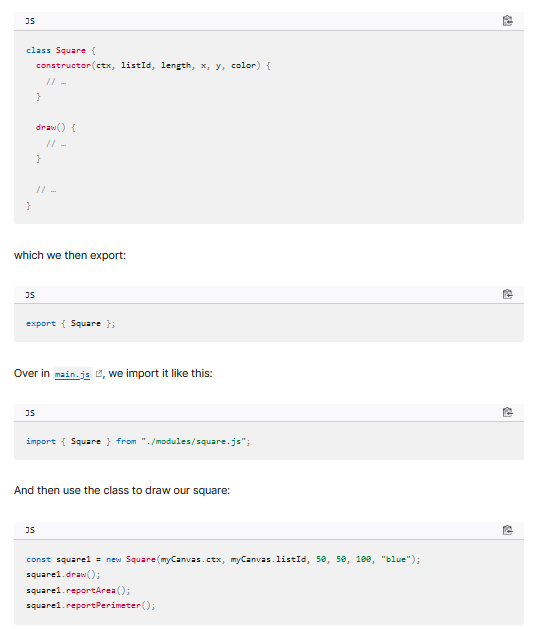 JS
class Square {
  constructor(ctx, listId, length, x, y, color) {
    // …
  }
  draw() {
    // …
  }
  // …
}
which we then export:
JS
export { Square };
Over in main.js, we import it like this:
JS
import { Square } from "./modules/square.js";
And then use the class to draw our square:
JS
const square1 = new Square(myCanvas.ctx, myCanvas.listId, 50, 50, 100, "blue");
square1.draw();
square1.reportArea();
square1.reportPerimeter();